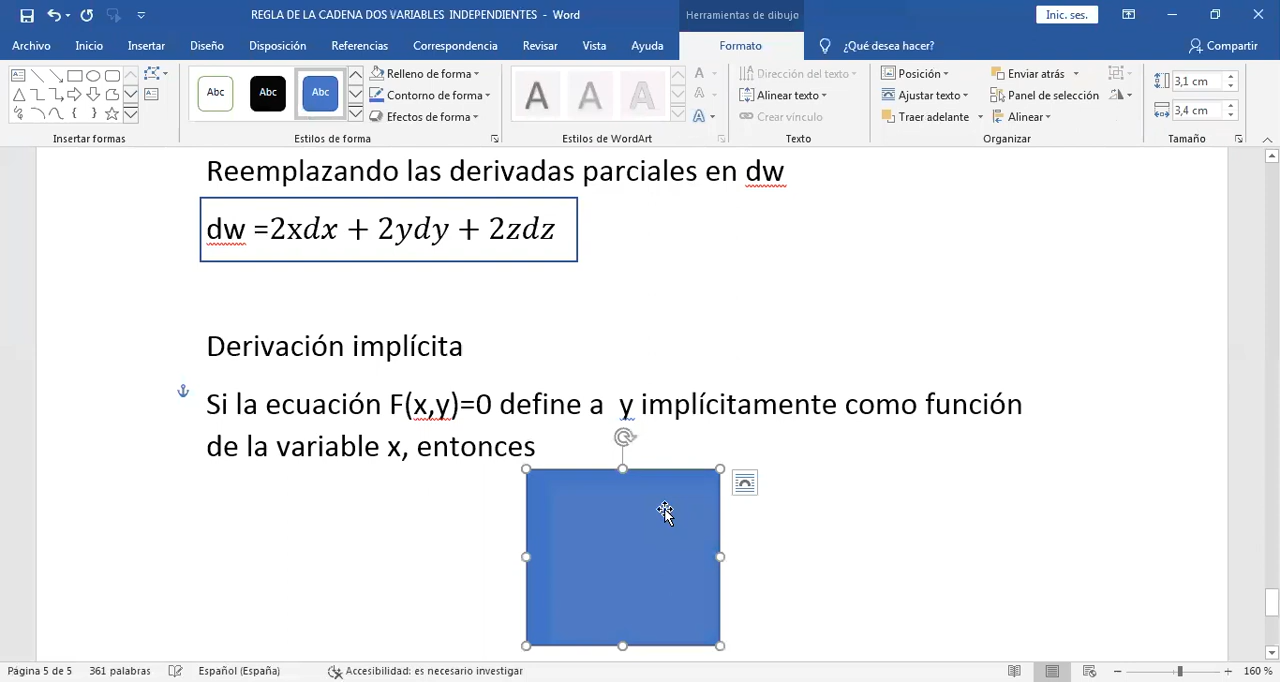 REGLA DE LA CADENA DOS VARIABLES INDEPENDIENTES - Word
Herramientas de dibujo
Inic. ses.
Archivo Inicio Insertar Diseño Disposición Referencias Correspondencia Revisar Vista Ayuda Formato ¿Qué desea hacer? Compartir
Abc Abc Abc
Relleno de forma
Contorno de forma
Efectos de forma
A A A
Dirección del texto
Alinear texto
Crear vínculo
Posición
Ajustar texto
Traer adelante
Enviar atrás
Panel de selección
Alinear
3,1 cm
3,4 cm
Insertar formas Estilos de forma Estilos de WordArt Texto Organizar Tamaño
Reemplazando las derivadas parciales en dw
dw =2xdx + 2ydy + 2zdz
Derivación implícita
Si la ecuación F(x,y)=0 define a y implícitamente como función
de la variable x, entonces
Página 5 de 5 361 palabras Español (España) Accesibilidad: es necesario investigar 160 %